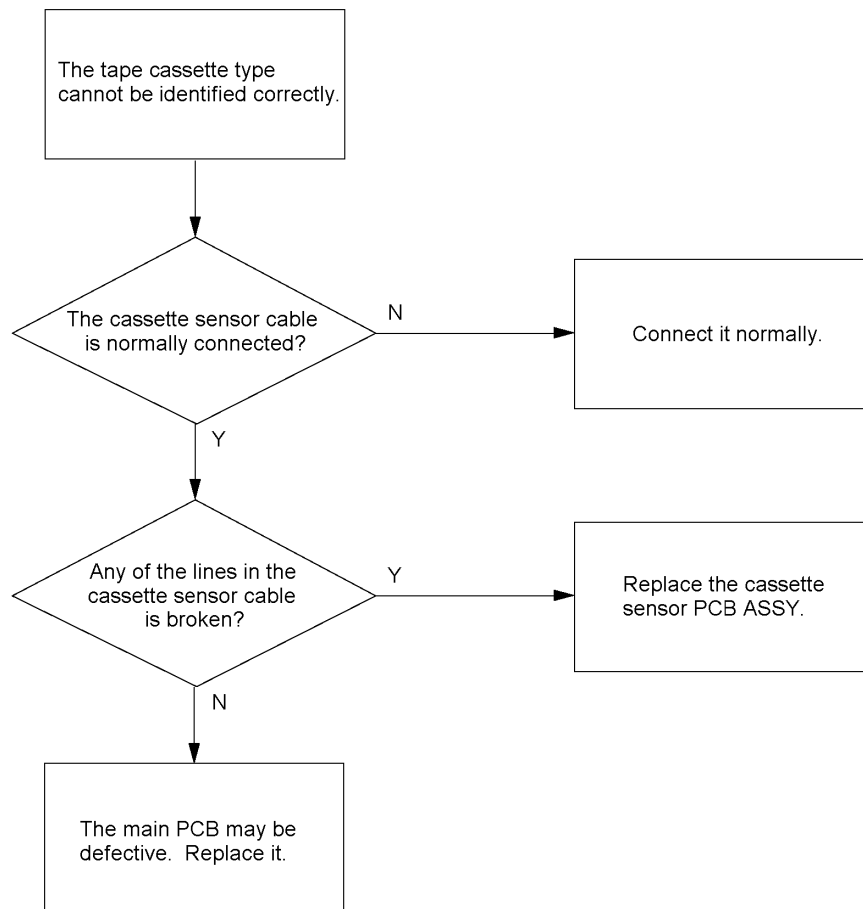 The tape cassette type
cannot be identified correctly.
The cassette sensor cable
is normally connected?
N
Connect it normally.
Y
Any of the lines in the
cassette sensor cable
is broken?
Y
Replace the cassette
sensor PCB ASSY.
N
The main PCB may be
defective.  Replace it.